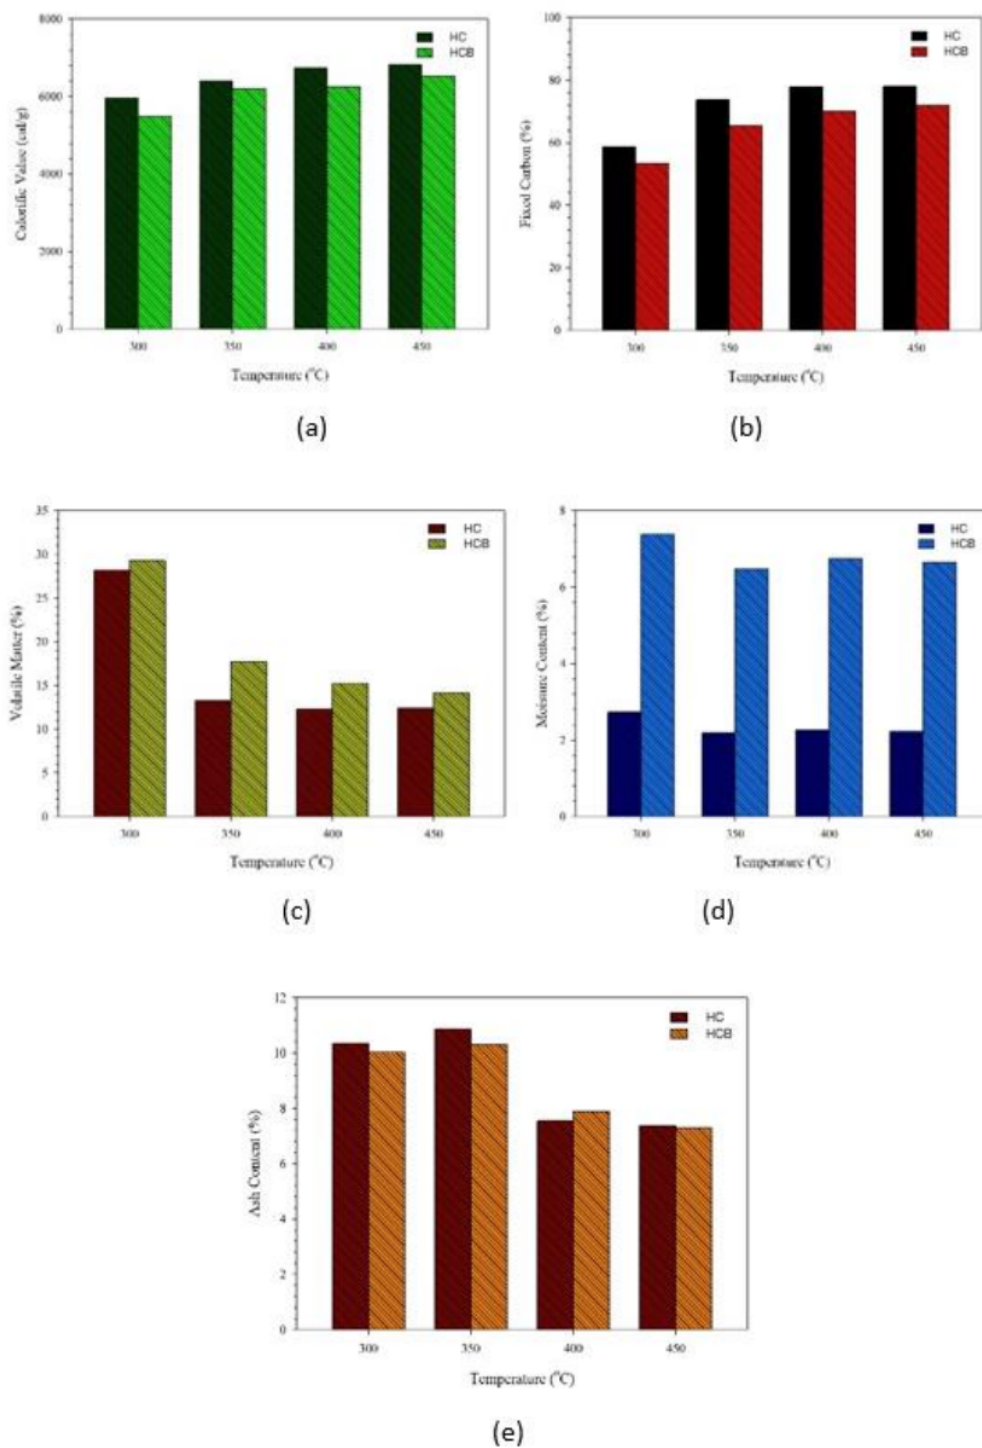 8000
6000
4000
2000
0
Calorific Value (cal/g)
HC
HCB
300 350 400 450
Temperature (°C)
(a)
100
80
60
40
20
0
Fixed Carbon (%)
HC
HCB
300 350 400 450
Temperature (°C)
(b)
35
30
25
20
15
10
5
0
Volatile Matter (%)
HC
HCB
300 350 400 450
Temperature (°C)
(c)
8
6
4
2
0
Moisture Content (%)
HC
HCB
300 350 400 450
Temperature (°C)
(d)
12
10
8
6
4
2
0
Ash Content (%)
HC
HCB
300 350 400 450
Temperature (°C)
(e)